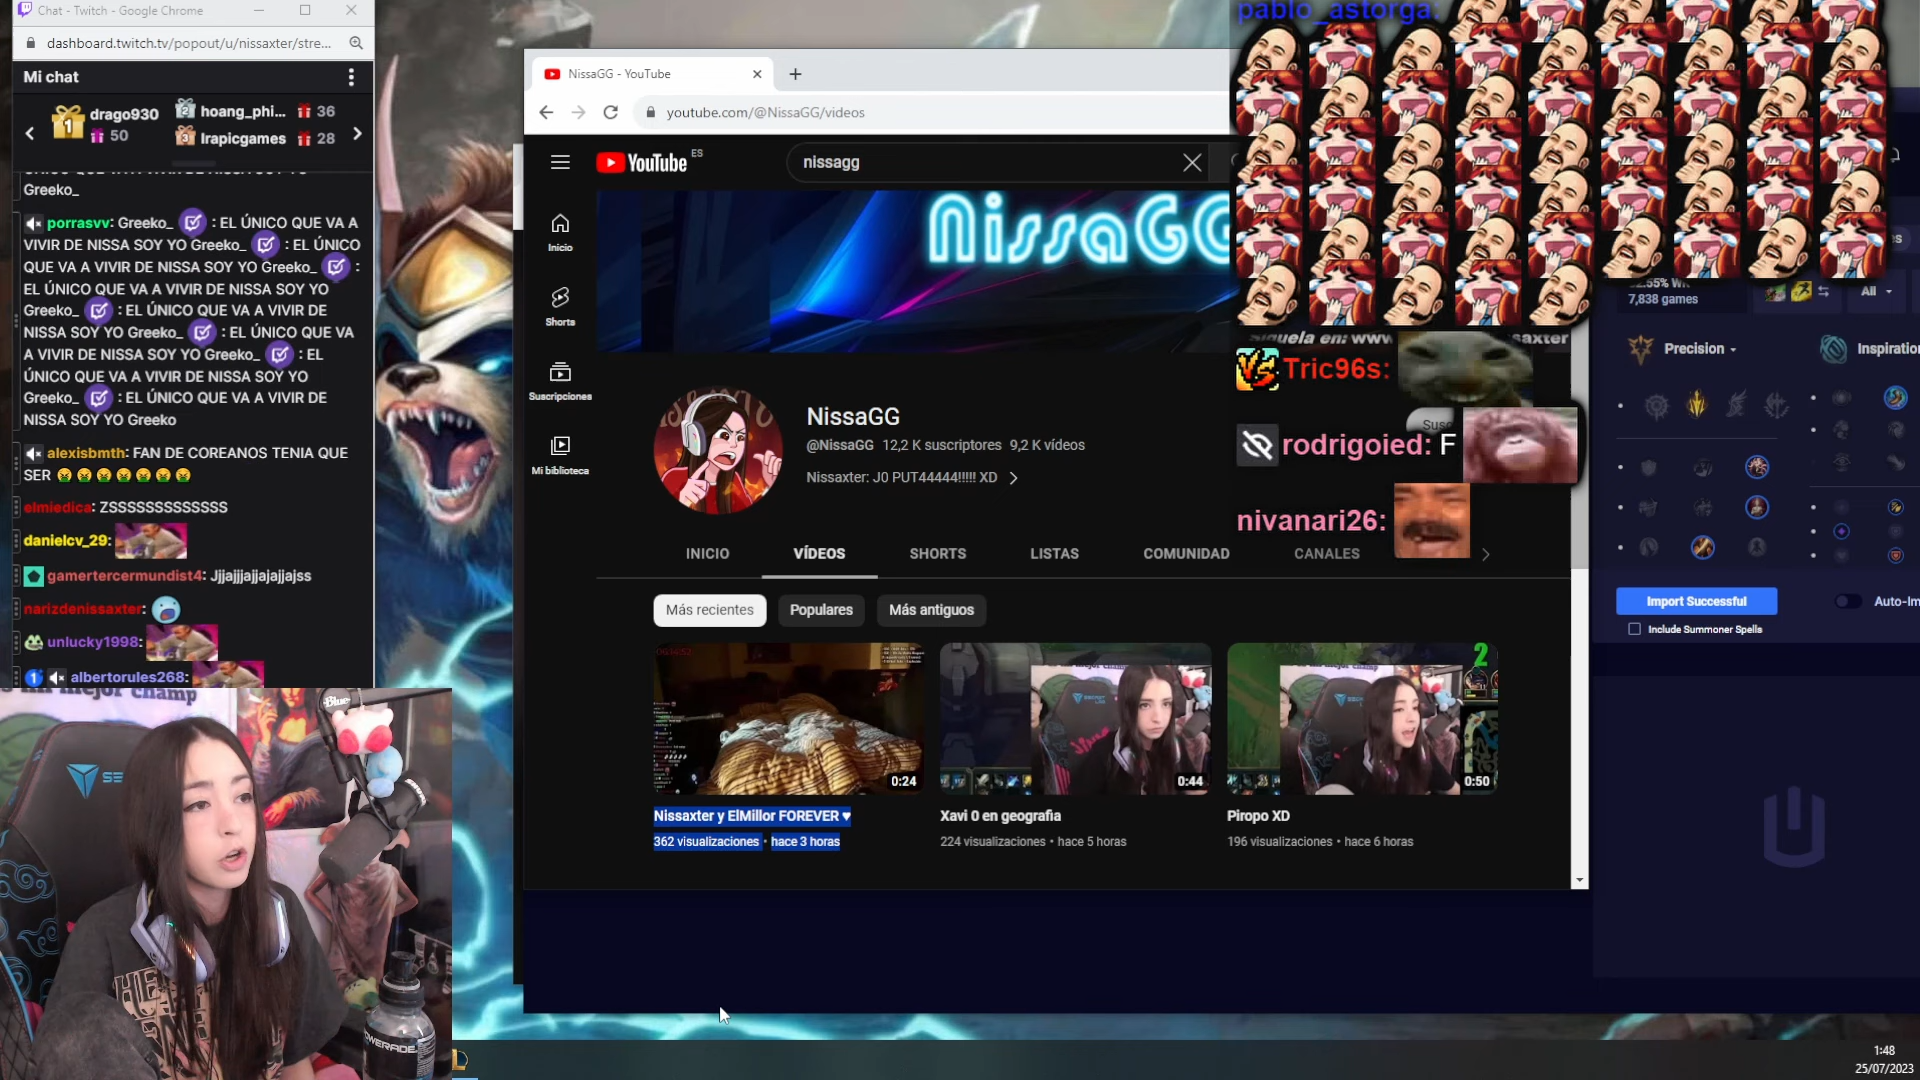 Chat - Twitch - Google Chrome
dashboard.twitch.tv/popout/u/nissaxter/stre...
Mi chat
drago930
50
hoang_phi... 36
lrapicgames 28
Greeko_
porrasvv: Greeko_ : EL ÚNICO QUE VA A
VIVIR DE NISSA SOY YO Greeko_ : EL ÚNICO
QUE VA A VIVIR DE NISSA SOY YO Greeko_ :
EL ÚNICO QUE VA A VIVIR DE NISSA SOY YO
Greeko_ : EL ÚNICO QUE VA A VIVIR DE
NISSA SOY YO Greeko_ : EL ÚNICO QUE VA
A VIVIR DE NISSA SOY YO Greeko_ : EL
ÚNICO QUE VA A VIVIR DE NISSA SOY YO
Greeko_ : EL ÚNICO QUE VA A VIVIR DE
NISSA SOY YO Greeko
alexisbmth: FAN DE COREANOS TENIA QUE
SER
elmiedica: ZSSSSSSSSSSSSS
danielcv_29:
gamertercermundist4: Jjjajjjajjajajjajss
narizdenissaxter:
unlucky1998:
albertorules268:
mi mejor champ
Blue
POWERADE
NissaGG - YouTube
youtube.com/@NissaGG/videos
YouTube ES
nissagg
Inicio
Shorts
Suscripciones
Mi biblioteca
NissaGG
NissaGG
@NissaGG 12,2 K suscriptores 9,2 K vídeos
Nissaxter: J0 PUT44444!!!!! XD
INICIO VÍDEOS SHORTS LISTAS COMUNIDAD CANALES
Más recientes Populares Más antiguos
0:24
0:44
2
0:50
Nissaxter y ElMillor FOREVER ♥
362 visualizaciones • hace 3 horas
Xavi 0 en geografia
224 visualizaciones • hace 5 horas
Piropo XD
196 visualizaciones • hace 6 horas
pablo_astorga:
Tric96s:
rodrigoied: F
nivanari26:
7,838 games
All
Precision
Import Successful
Include Summoner Spells
1:48
25/07/2023